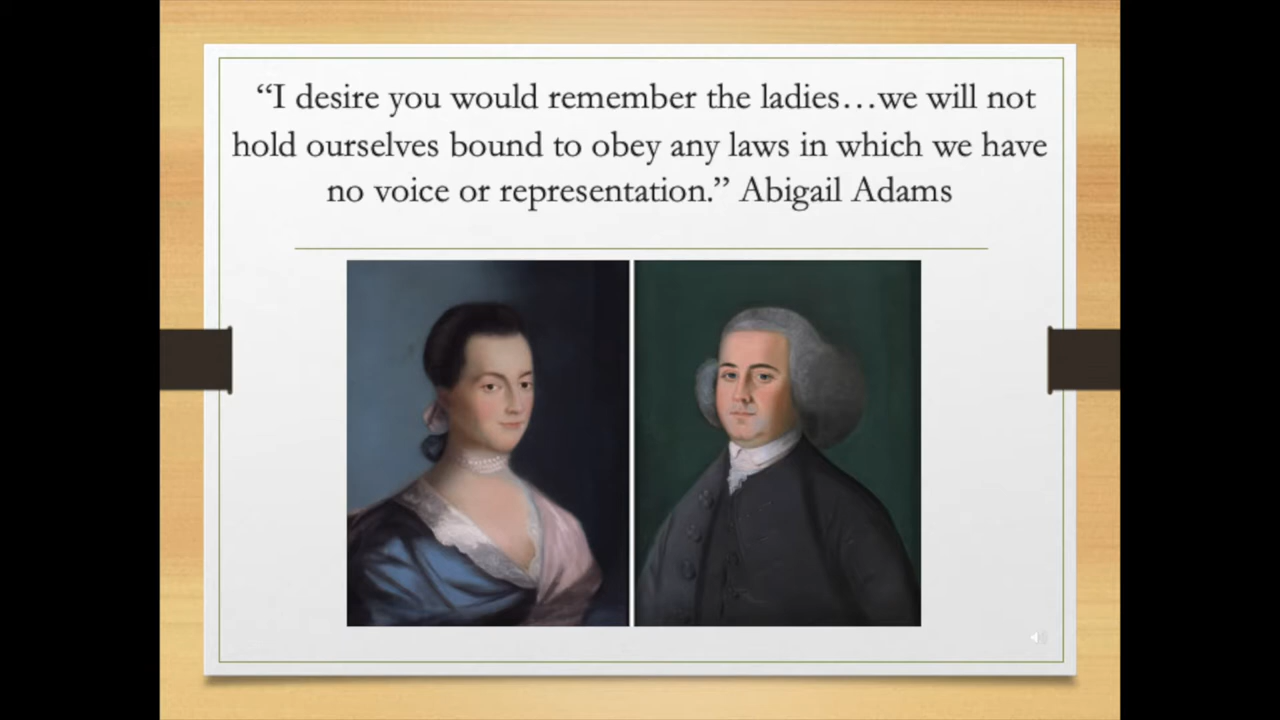 “I desire you would remember the ladies…we will not
hold ourselves bound to obey any laws in which we have
no voice or representation.” Abigail Adams